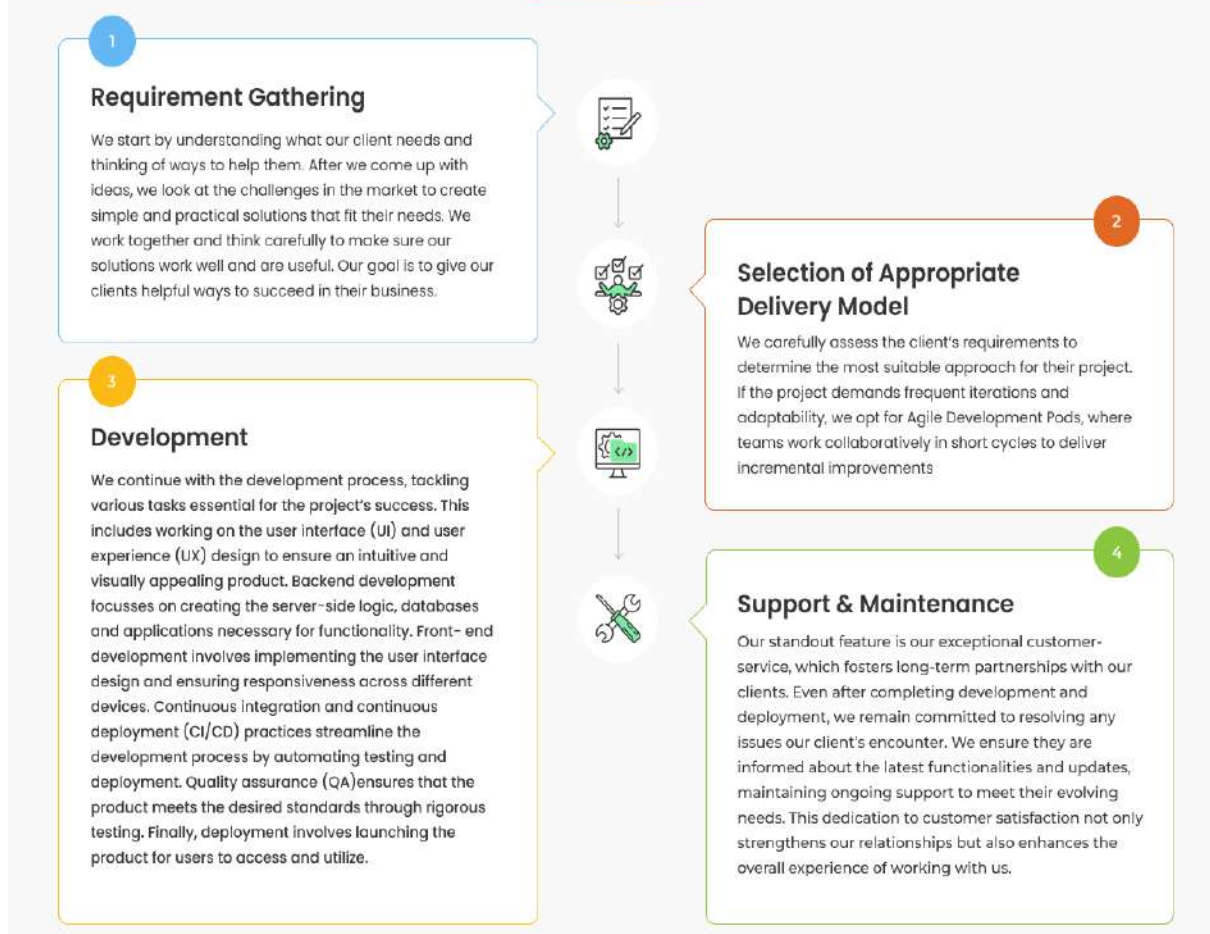 1
Requirement Gathering
We start by understanding what our client needs and
thinking of ways to help them. After we come up with
ideas, we look at the challenges in the market to create
simple and practical solutions that fit their needs. We
work together and think carefully to make sure our
solutions work well and are useful. Our goal is to give our
clients helpful ways to succeed in their business.
2
Selection of Appropriate
Delivery Model
We carefully assess the client's requirements to
determine the most suitable approach for their project.
If the project demands frequent iterations and
adaptability, we opt for Agile Development Pods, where
teams work collaboratively in short cycles to deliver
incremental improvements
3
Development
We continue with the development process, tackling
various tasks essential for the project's success. This
includes working on the user interface (UI) and user
experience (UX) design to ensure an intuitive and
visually appealing product. Backend development
focusses on creating the server-side logic, databases
and applications necessary for functionality. Front- end
development involves implementing the user interface
design and ensuring responsiveness across different
devices. Continuous integration and continuous
deployment (CI/CD) practices streamline the
development process by automating testing and
deployment. Quality assurance (QA)ensures that the
product meets the desired standards through rigorous
testing. Finally, deployment involves launching the
product for users to access and utilize.
4
Support & Maintenance
Our standout feature is our exceptional customer-
service, which fosters long-term partnerships with our
clients. Even after completing development and
deployment, we remain committed to resolving any
issues our client's encounter. We ensure they are
informed about the latest functionalities and updates,
maintaining ongoing support to meet their evolving
needs. This dedication to customer satisfaction not only
strengthens our relationships but also enhances the
overall experience of working with us.